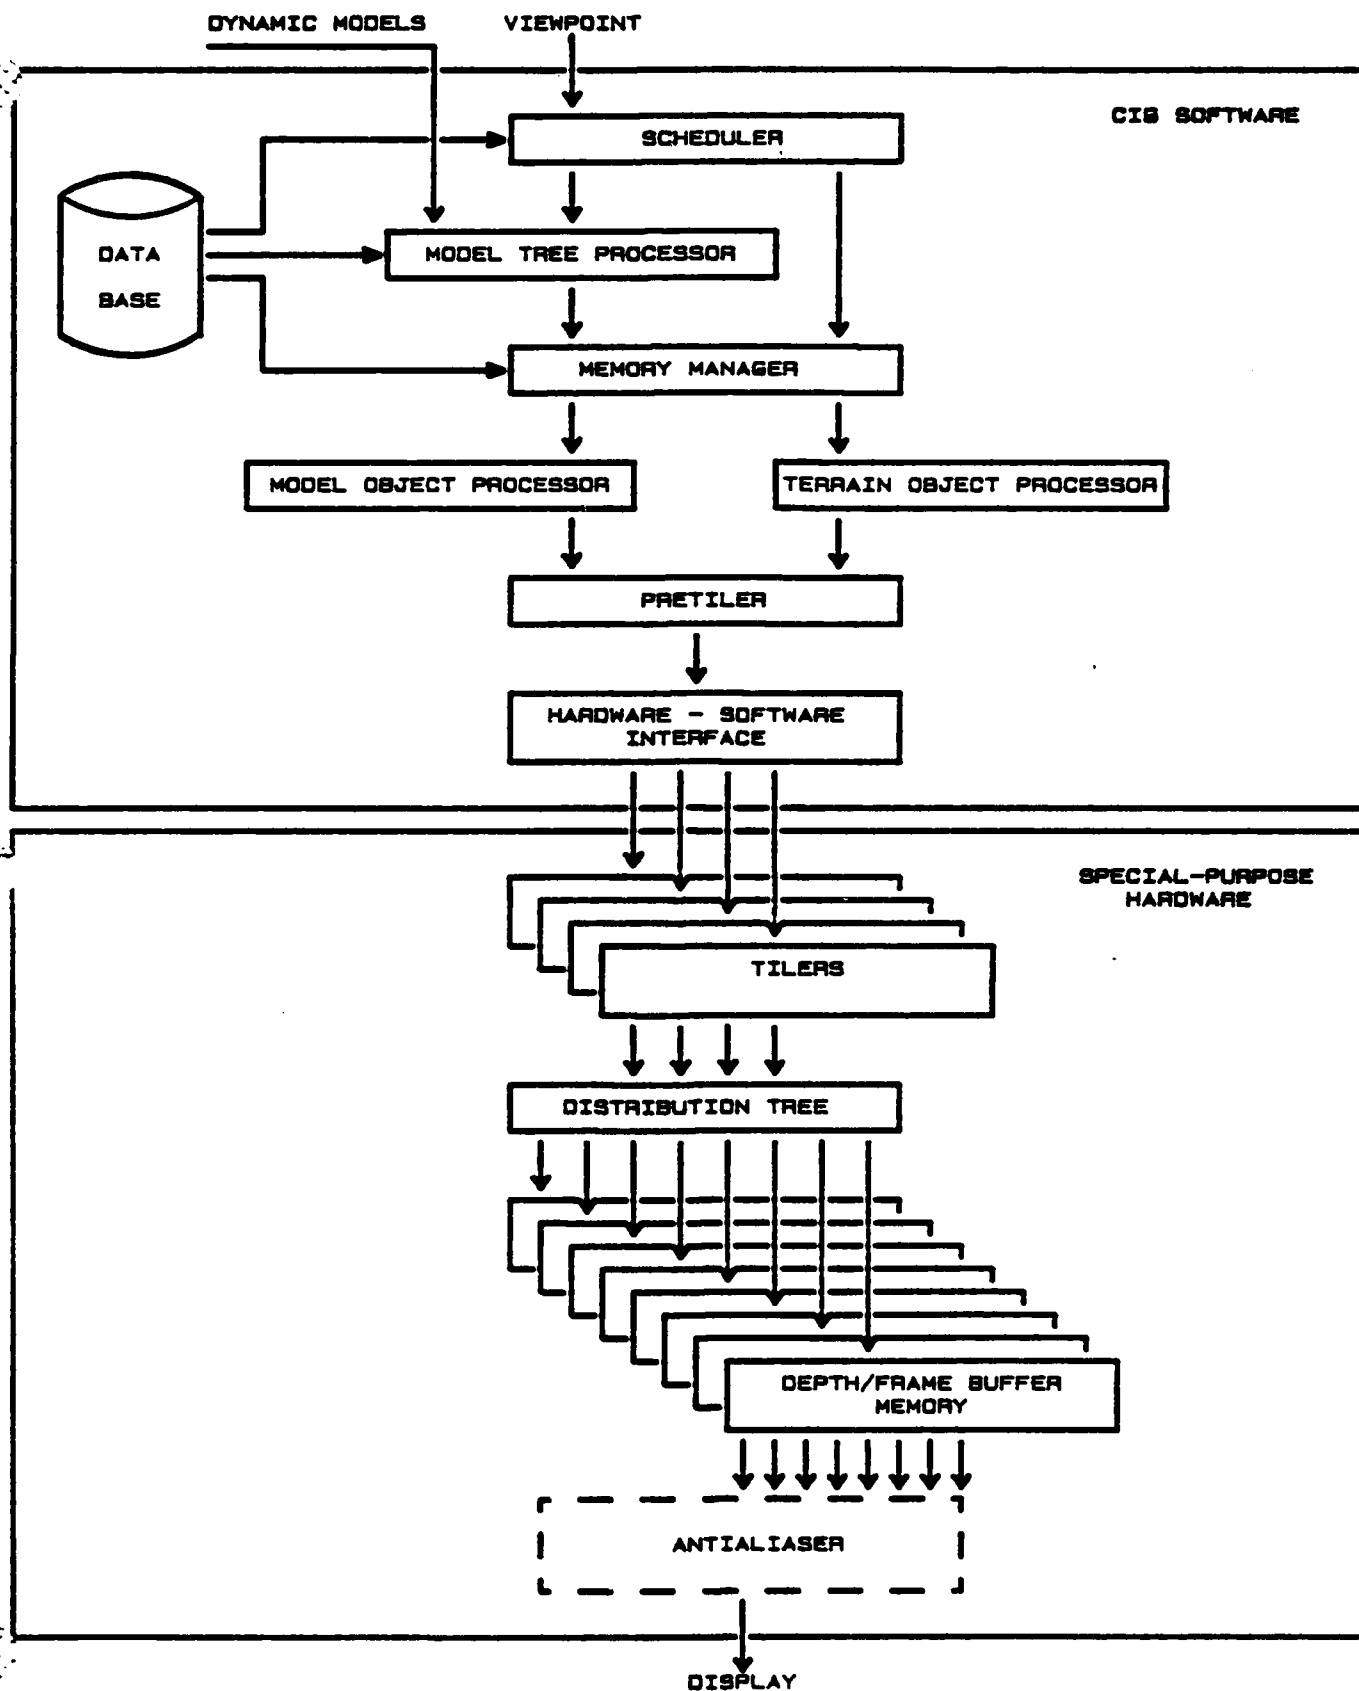 DYNAMIC MODELS
VIEWPOINT
CIG SOFTWARE
SCHEDULER
DATA
BASE
MODEL TREE PROCESSOR
MEMORY MANAGER
MODEL OBJECT PROCESSOR
TERRAIN OBJECT PROCESSOR
PRETILER
HARDWARE - SOFTWARE
INTERFACE
SPECIAL-PURPOSE
HARDWARE
TILERS
DISTRIBUTION TREE
DEPTH/FRAME BUFFER
MEMORY
ANTIALIASER
DISPLAY